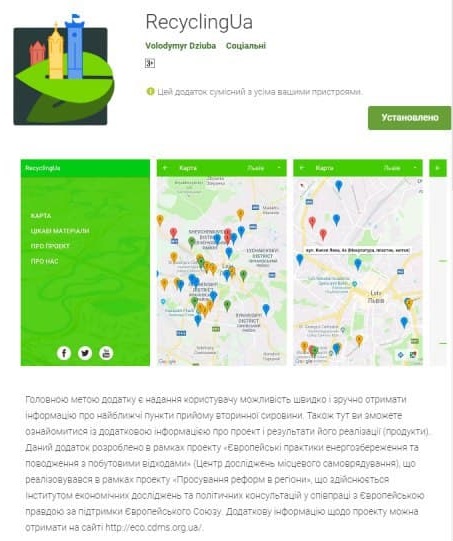 RecyclingUa
Volodymyr Dziuba Соціальні
3+
Цей додаток сумісний з усіма вашими пристроями.
Установлено
RecyclingUa
КАРТА
ЦІКАВІ МАТЕРІАЛИ
ПРО ПРОЕКТ
ПРО НАС
Карта Львів
Google
Карта Львів
Львів
Google
Головною метою додатку є надання користувачу можливість швидко і зручно отримати
інформацію про найближчі пункти прийому вторинної сировини. Також тут ви зможете
ознайомитися із додатковою інформацією про проект і результати його реалізації (продукти).
Даний додаток розроблено в рамках проекту «Європейські практики енергозбереження та
поводження з побутовими відходами» (Центр досліджень місцевого самоврядування), що
реалізовувався в рамках проекту «Просування реформ в регіони», що здійснюється
Інститутом економічних досліджень та політичних консультацій у співпраці з Європейською
правдою за підтримки Європейського Союзу. Додаткову інформацію щодо проекту можна
отримати на сайті http://eco.cdms.org.ua/.